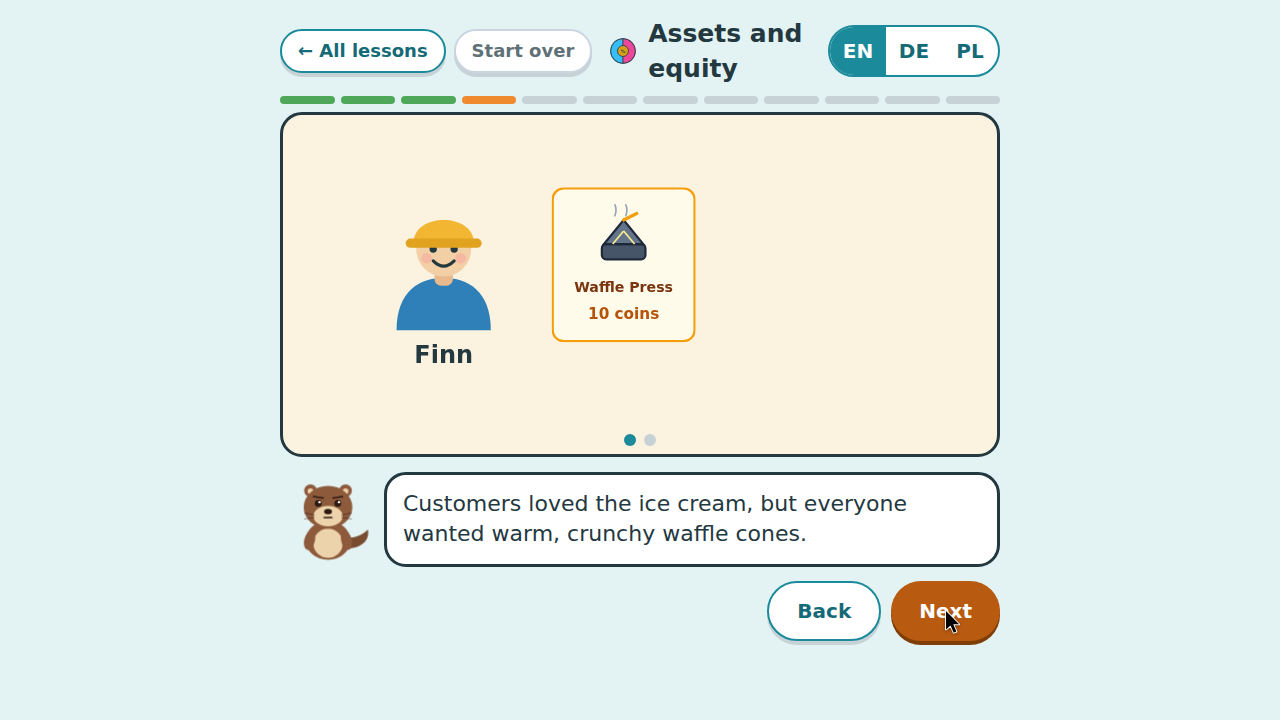 ← All lessons
Start over
Assets and
equity
EN DE PL
Waffle Press
10 coins
Finn
Customers loved the ice cream, but everyone
wanted warm, crunchy waffle cones.
Back
Next